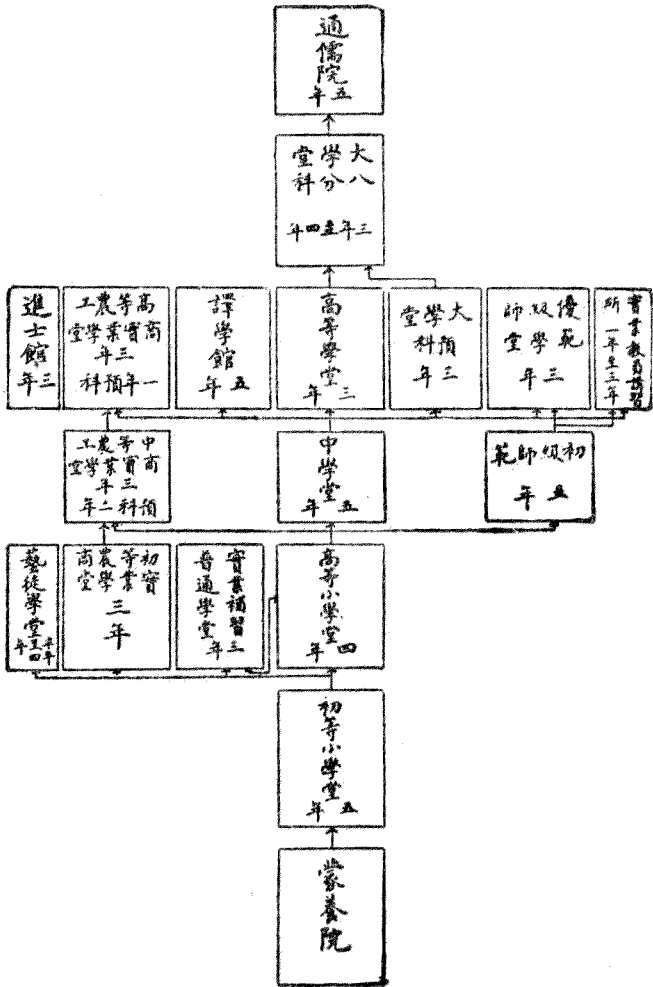 通儒院
五年
大學堂
八分科
三年至四年
實業教員講習
所一年至三年
優級師
範學堂
三年
大學堂
預科
三年
高等學堂
三年
譯學館
五年
高等農工
商實業學堂
三年
一年預科
進士館
三年
初級師範
五年
中學堂
五年
中等農工
商實業學堂
三年
預科二年
高等小學堂
四年
實業補習
普通學堂
三年
初等農商
實業學堂
三年
藝徒學堂
半年至四年
初等小學堂
五年
蒙養院